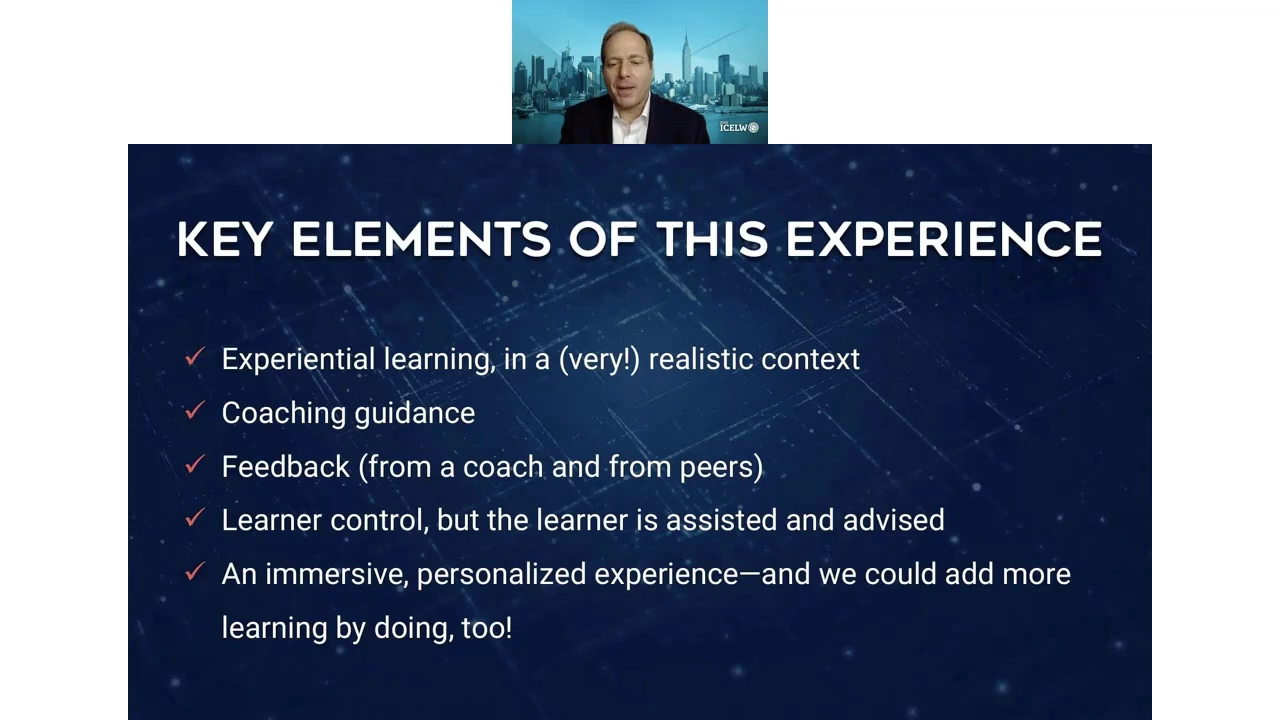 ICELW
KEY ELEMENTS OF THIS EXPERIENCE
Experiential learning, in a (very!) realistic context
Coaching guidance
Feedback (from a coach and from peers)
Learner control, but the learner is assisted and advised
An immersive, personalized experience—and we could add more
learning by doing, too!